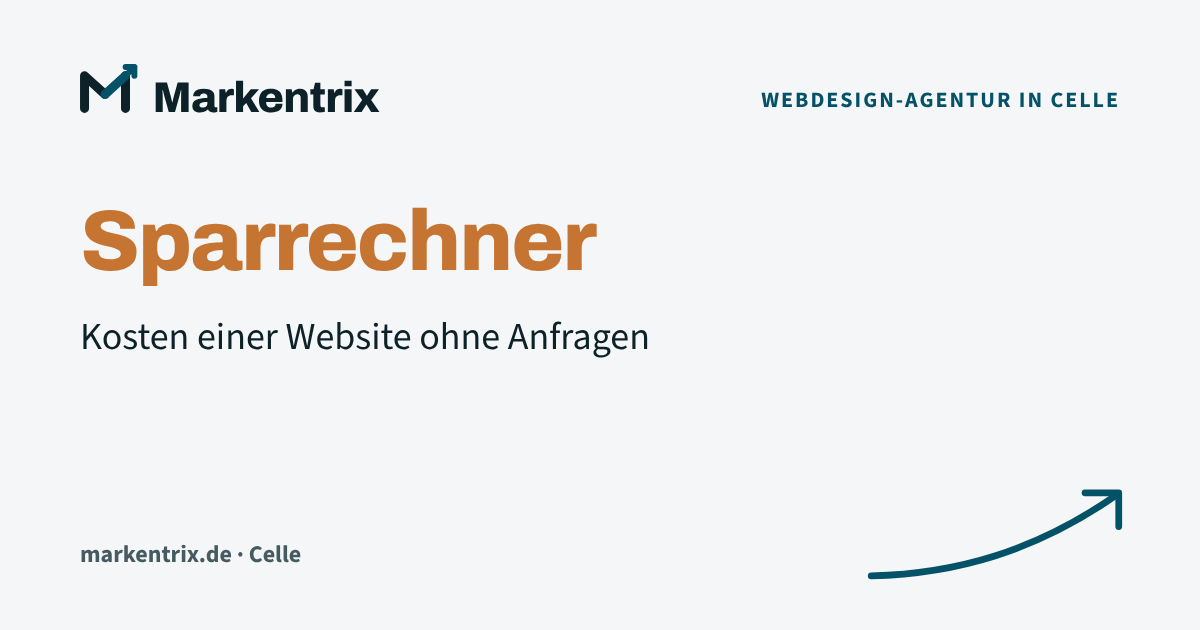 Markentrix
WEBDESIGN-AGENTUR IN CELLE
Sparrechner
Kosten einer Website ohne Anfragen
markentrix.de · Celle